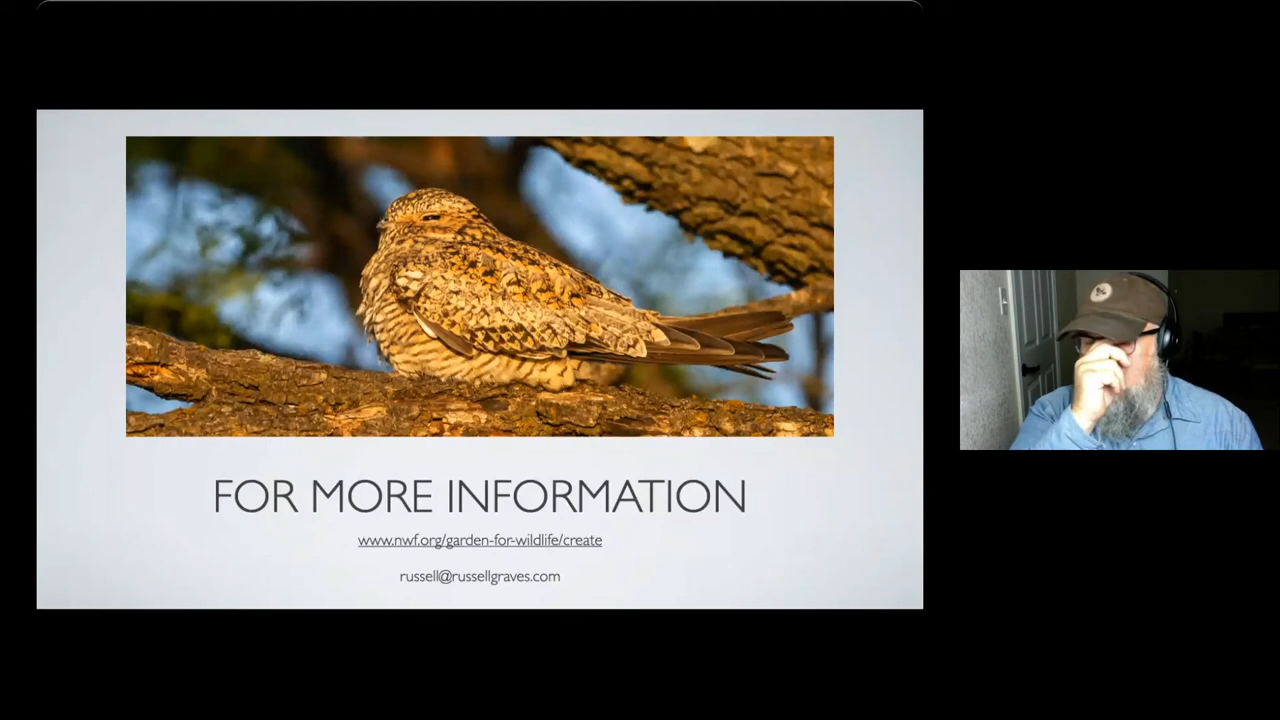 FOR MORE INFORMATION
www.nwf.org/garden-for-wildlife/create
russell@russellgraves.com